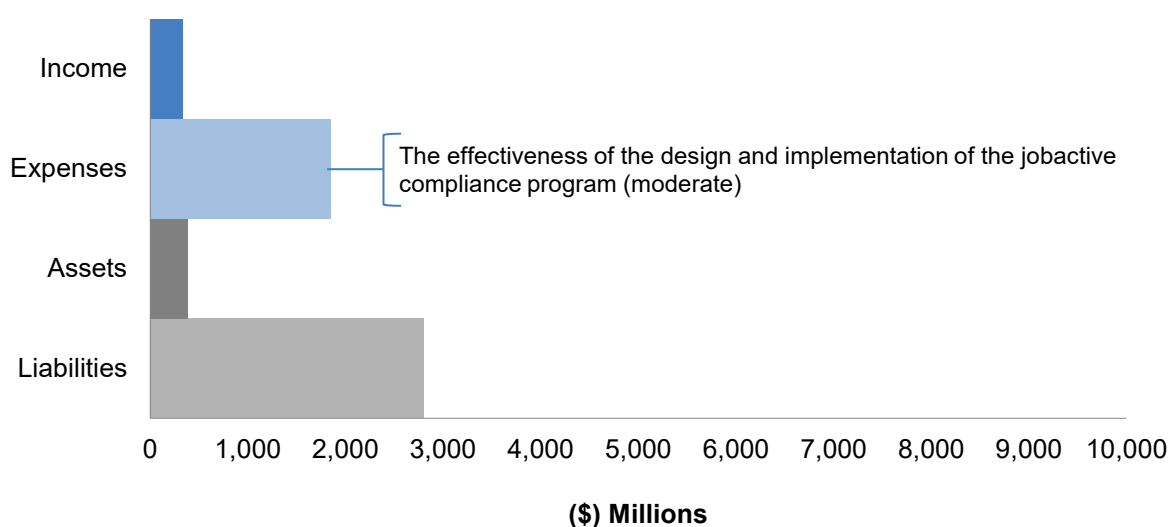 Income
Expenses
The effectiveness of the design and implementation of the jobactive
compliance program (moderate)
Assets
Liabilities
0 1,000 2,000 3,000 4,000 5,000 6,000 7,000 8,000 9,000 10,000
($) Millions